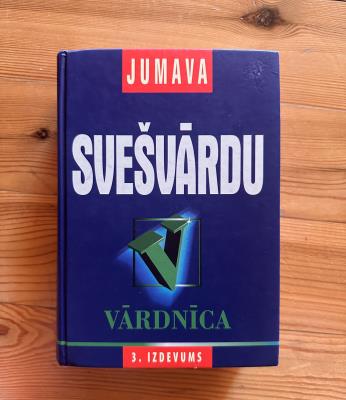 JUMAVA
SVEŠVĀRDU
V
VĀRDNĪCA
3. IZDEVUMS